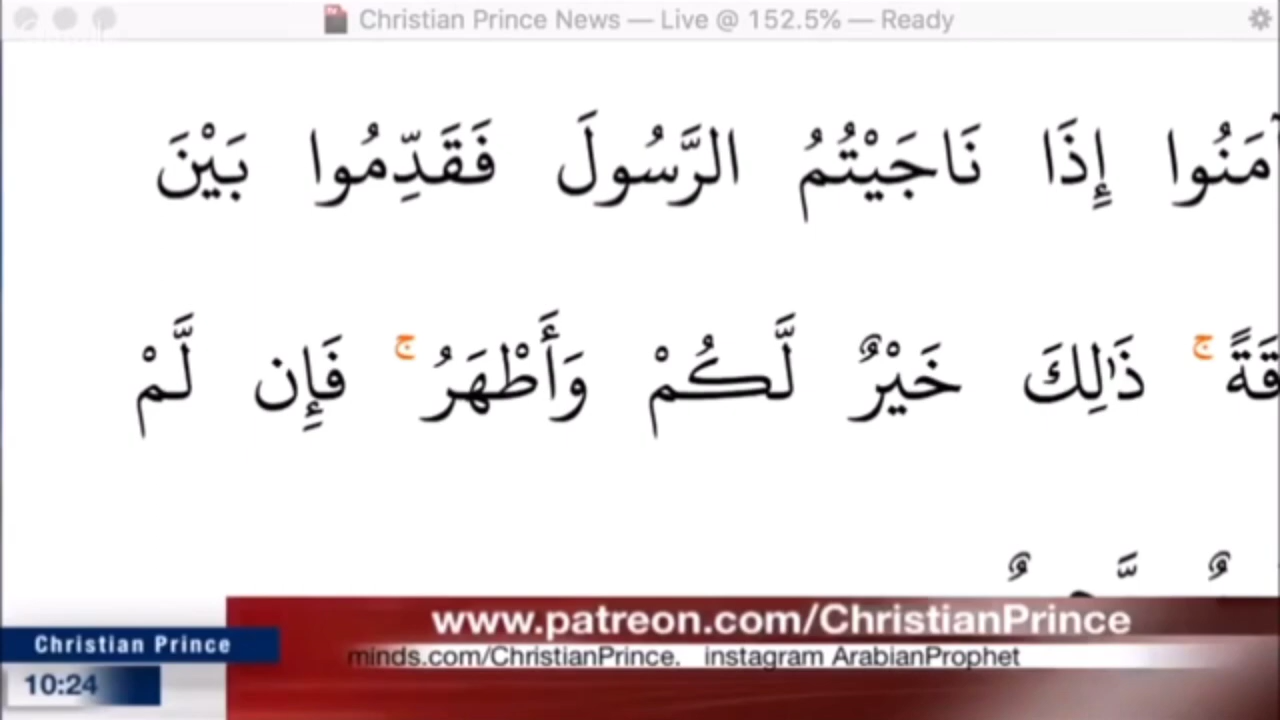 Christian Prince News — Live @ 152.5% — Ready
آمَنُوا إِذَا نَاجَيْتُمُ الرَّسُولَ فَقَدِّمُوا بَيْنَ
ۚ ذَٰلِكَ خَيْرٌ لَّكُمْ وَأَطْهَرُ ۚ فَإِن لَّمْ
www.patreon.com/ChristianPrince
Christian Prince
minds.com/ChristianPrince. instagram ArabianProphet
10:24